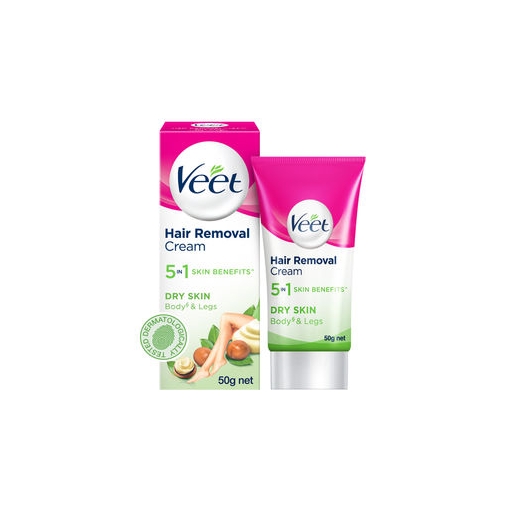 Veet
Hair Removal
Cream
5 IN 1 SKIN BENEFITS*
DRY SKIN
Body§ & Legs
50g net
TESTED DERMATOLOGICALLY
Veet
Hair Removal
Cream
5 IN 1 SKIN BENEFITS*
DRY SKIN
Body§ & Legs
50g net